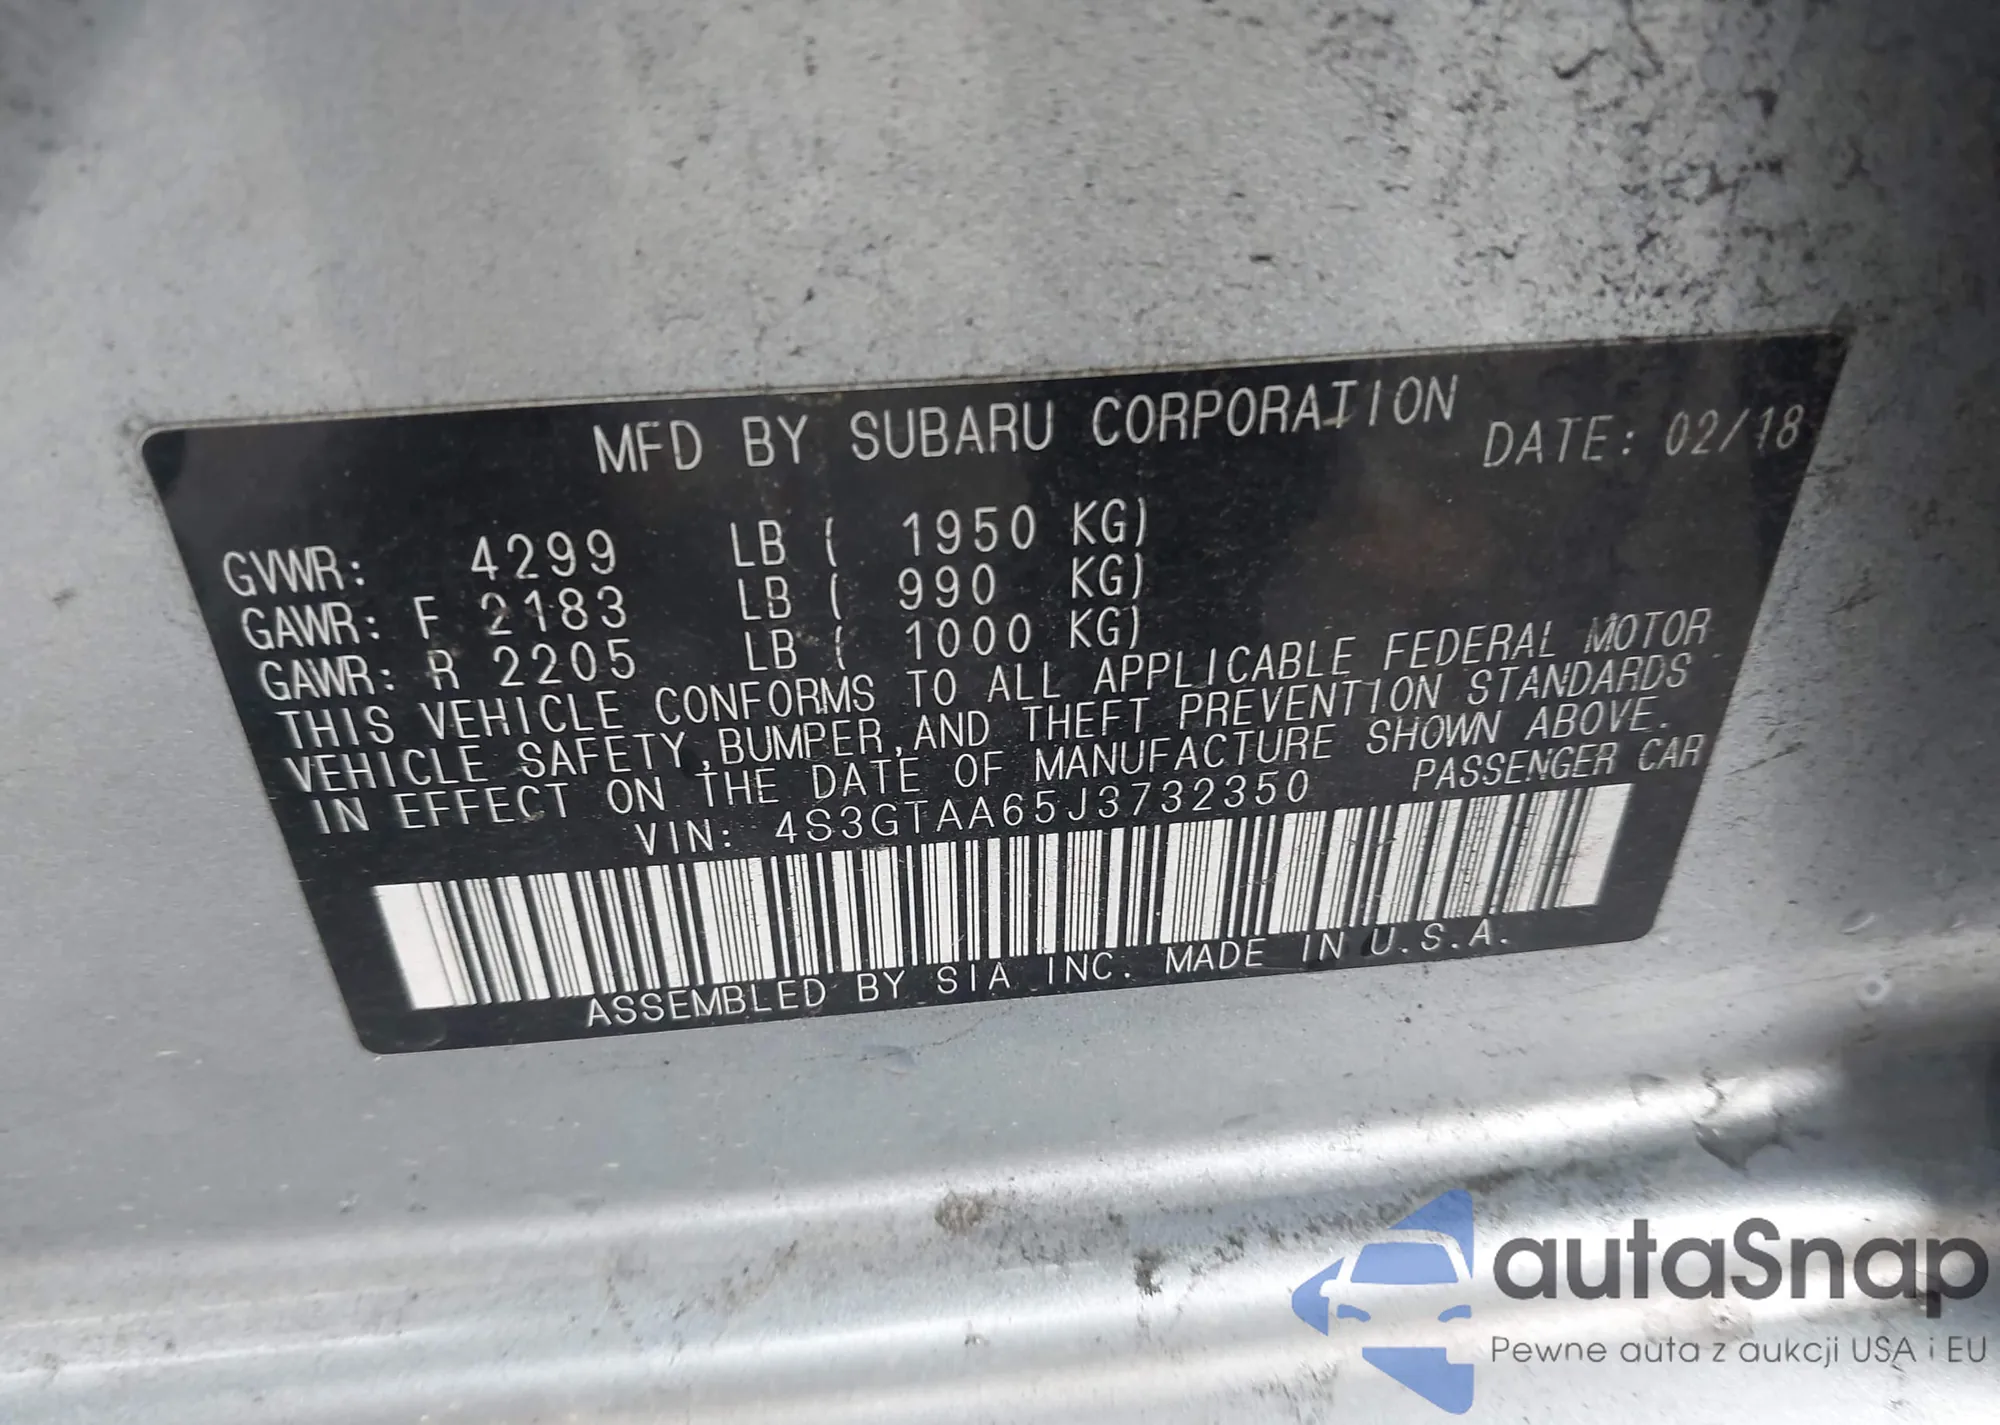 MFD BY SUBARU CORPORATION
DATE: 02/18
GVWR: 4299 LB ( 1950 KG)
GAWR: F 2183 LB ( 990 KG)
GAWR: R 2205 LB ( 1000 KG)
THIS VEHICLE CONFORMS TO ALL APPLICABLE FEDERAL MOTOR
VEHICLE SAFETY,BUMPER,AND THEFT PREVENTION STANDARDS
IN EFFECT ON THE DATE OF MANUFACTURE SHOWN ABOVE.
VIN: 4S3GTAA65J3732350 PASSENGER CAR
ASSEMBLED BY SIA INC. MADE IN U.S.A.
autaSnap
Pewne auta z aukcji USA i EU